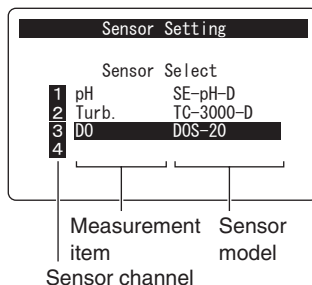 Sensor Setting
Sensor Select
1 pH SE-pH-D
2 Turb. TC-3000-D
3 DO DOS-20
4
Measurement item
Sensor model
Sensor channel